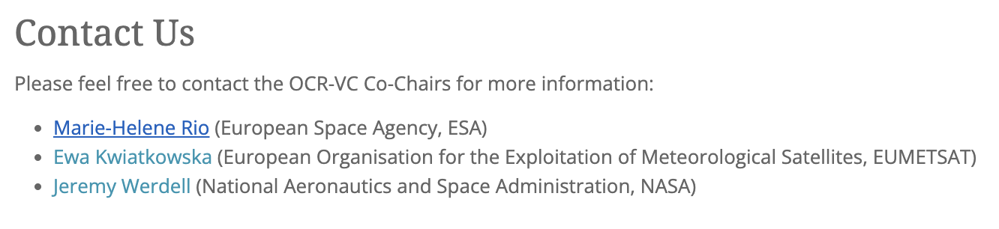 Contact Us
Please feel free to contact the OCR-VC Co-Chairs for more information:
• Marie-Helene Rio (European Space Agency, ESA)
• Ewa Kwiatkowska (European Organisation for the Exploitation of Meteorological Satellites, EUMETSAT)
• Jeremy Werdell (National Aeronautics and Space Administration, NASA)